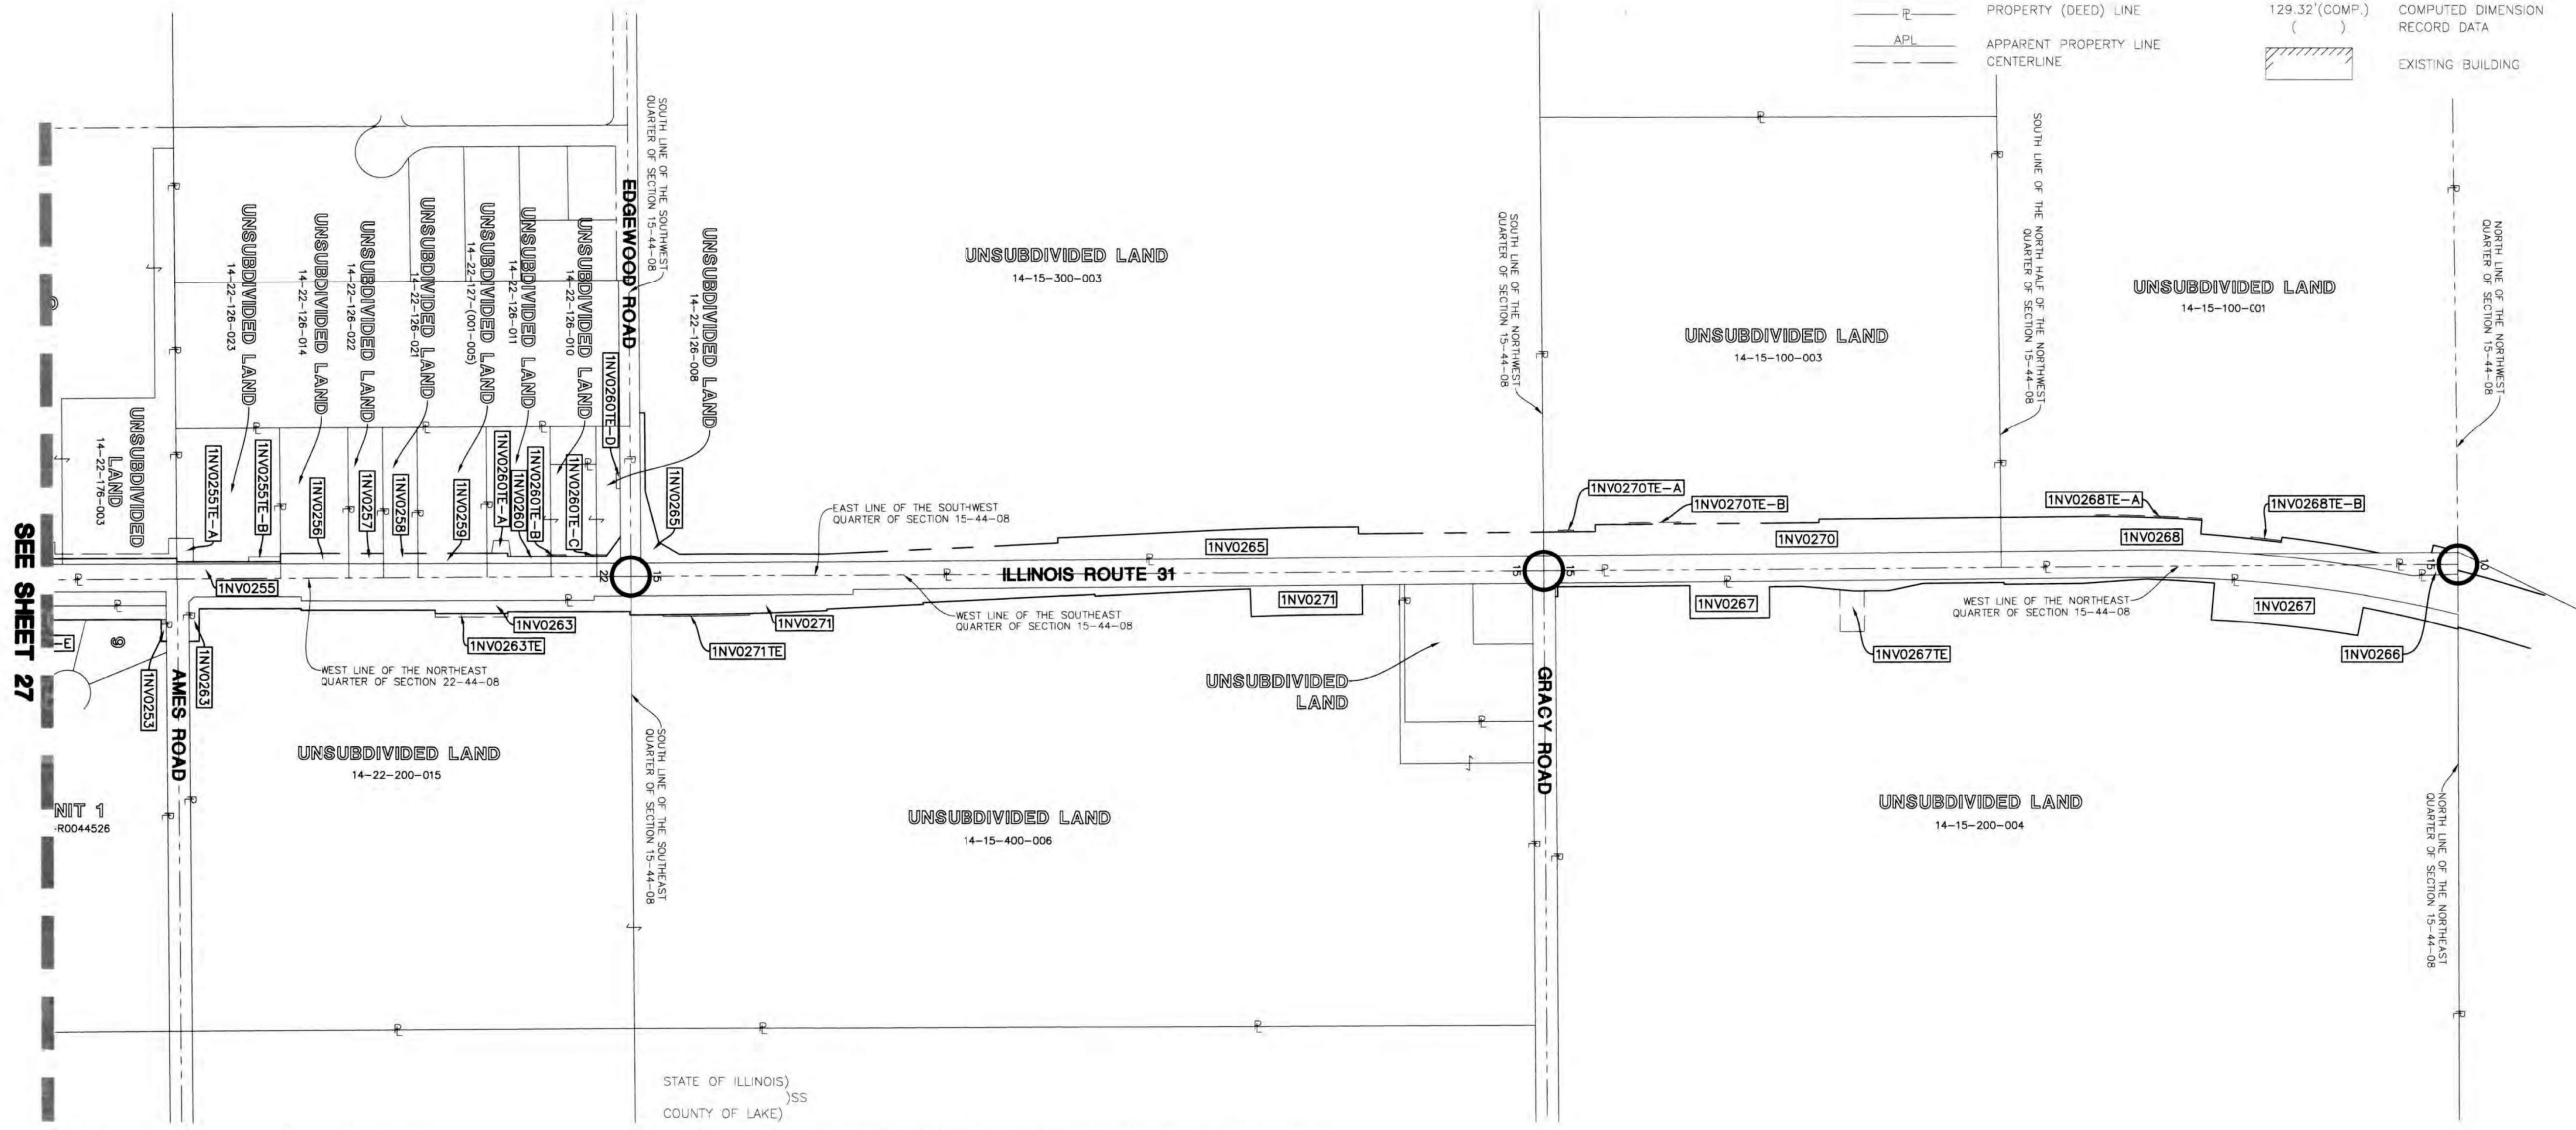 PROPERTY (DEED) LINE
129.32'(COMP.)
COMPUTED DIMENSION
( )
RECORD DATA
APL
APPARENT PROPERTY LINE
CENTERLINE
EXISTING BUILDING
SEE SHEET 27
SOUTH LINE OF THE SOUTHWEST
QUARTER OF SECTION 15-44-08
EDGEWOOD ROAD
UNSUBDIVIDED LAND
14-22-126-023
UNSUBDIVIDED LAND
14-22-126-014
UNSUBDIVIDED LAND
14-22-126-022
UNSUBDIVIDED LAND
14-22-126-021
UNSUBDIVIDED LAND
14-22-127-(001-005)
UNSUBDIVIDED LAND
14-22-126-011
UNSUBDIVIDED LAND
14-22-126-010
UNSUBDIVIDED LAND
14-22-126-008
UNSUBDIVIDED
LAND
14-22-176-003
UNSUBDIVIDED LAND
14-15-300-003
SOUTH LINE OF THE NORTHWEST
QUARTER OF SECTION 15-44-08
UNSUBDIVIDED LAND
14-15-100-003
SOUTH LINE OF THE NORTH HALF OF THE NORTHWEST
QUARTER OF SECTION 15-44-08
UNSUBDIVIDED LAND
14-15-100-001
NORTH LINE OF THE NORTHWEST
QUARTER OF SECTION 15-44-08
1NV0255TE-A
1NV0255TE-B
1NV0256
1NV0257
1NV0258
1NV0259
1NV0260TE-A
1NV0260
1NV0260TE-B
1NV0260TE-C
1NV0260TE-D
1NV0265
EAST LINE OF THE SOUTHWEST
QUARTER OF SECTION 15-44-08
1NV0265
1NV0270TE-A
1NV0270TE-B
1NV0270
1NV0268TE-A
1NV0268
1NV0268TE-B
22
15
15
15
15
10
ILLINOIS ROUTE 31
1NV0255
1NV0263
1NV0263TE
1NV0271TE
1NV0271
WEST LINE OF THE SOUTHEAST
QUARTER OF SECTION 15-44-08
1NV0271
1NV0267
1NV0267TE
WEST LINE OF THE NORTHEAST
QUARTER OF SECTION 15-44-08
1NV0267
1NV0266
-E
9
1NV0253
1NV0263
AMES ROAD
WEST LINE OF THE NORTHEAST
QUARTER OF SECTION 22-44-08
UNSUBDIVIDED LAND
14-22-200-015
NIT 1
R0044526
SOUTH LINE OF THE SOUTHEAST
QUARTER OF SECTION 15-44-08
UNSUBDIVIDED LAND
14-15-400-006
UNSUBDIVIDED
LAND
GRACY ROAD
UNSUBDIVIDED LAND
14-15-200-004
NORTH LINE OF THE NORTHEAST
QUARTER OF SECTION 15-44-08
STATE OF ILLINOIS)
)SS
COUNTY OF LAKE)